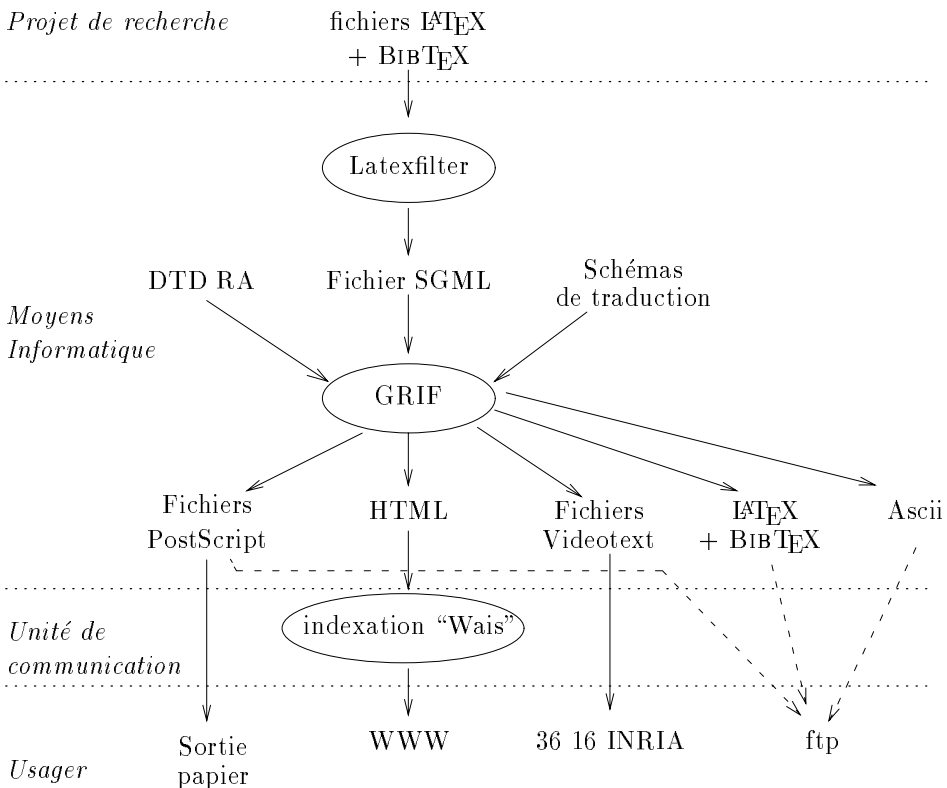 Projet de recherche
fichiers LATEX
+ BIBTEX
Latexfilter
DTD RA
Fichier SGML
Schémas
de traduction
Moyens
Informatique
GRIF
Fichiers
PostScript
HTML
Fichiers
Videotext
LATEX
+ BIBTEX
Ascii
indexation “Wais”
Unité de
communication
Sortie
papier
WWW
36 16 INRIA
ftp
Usager